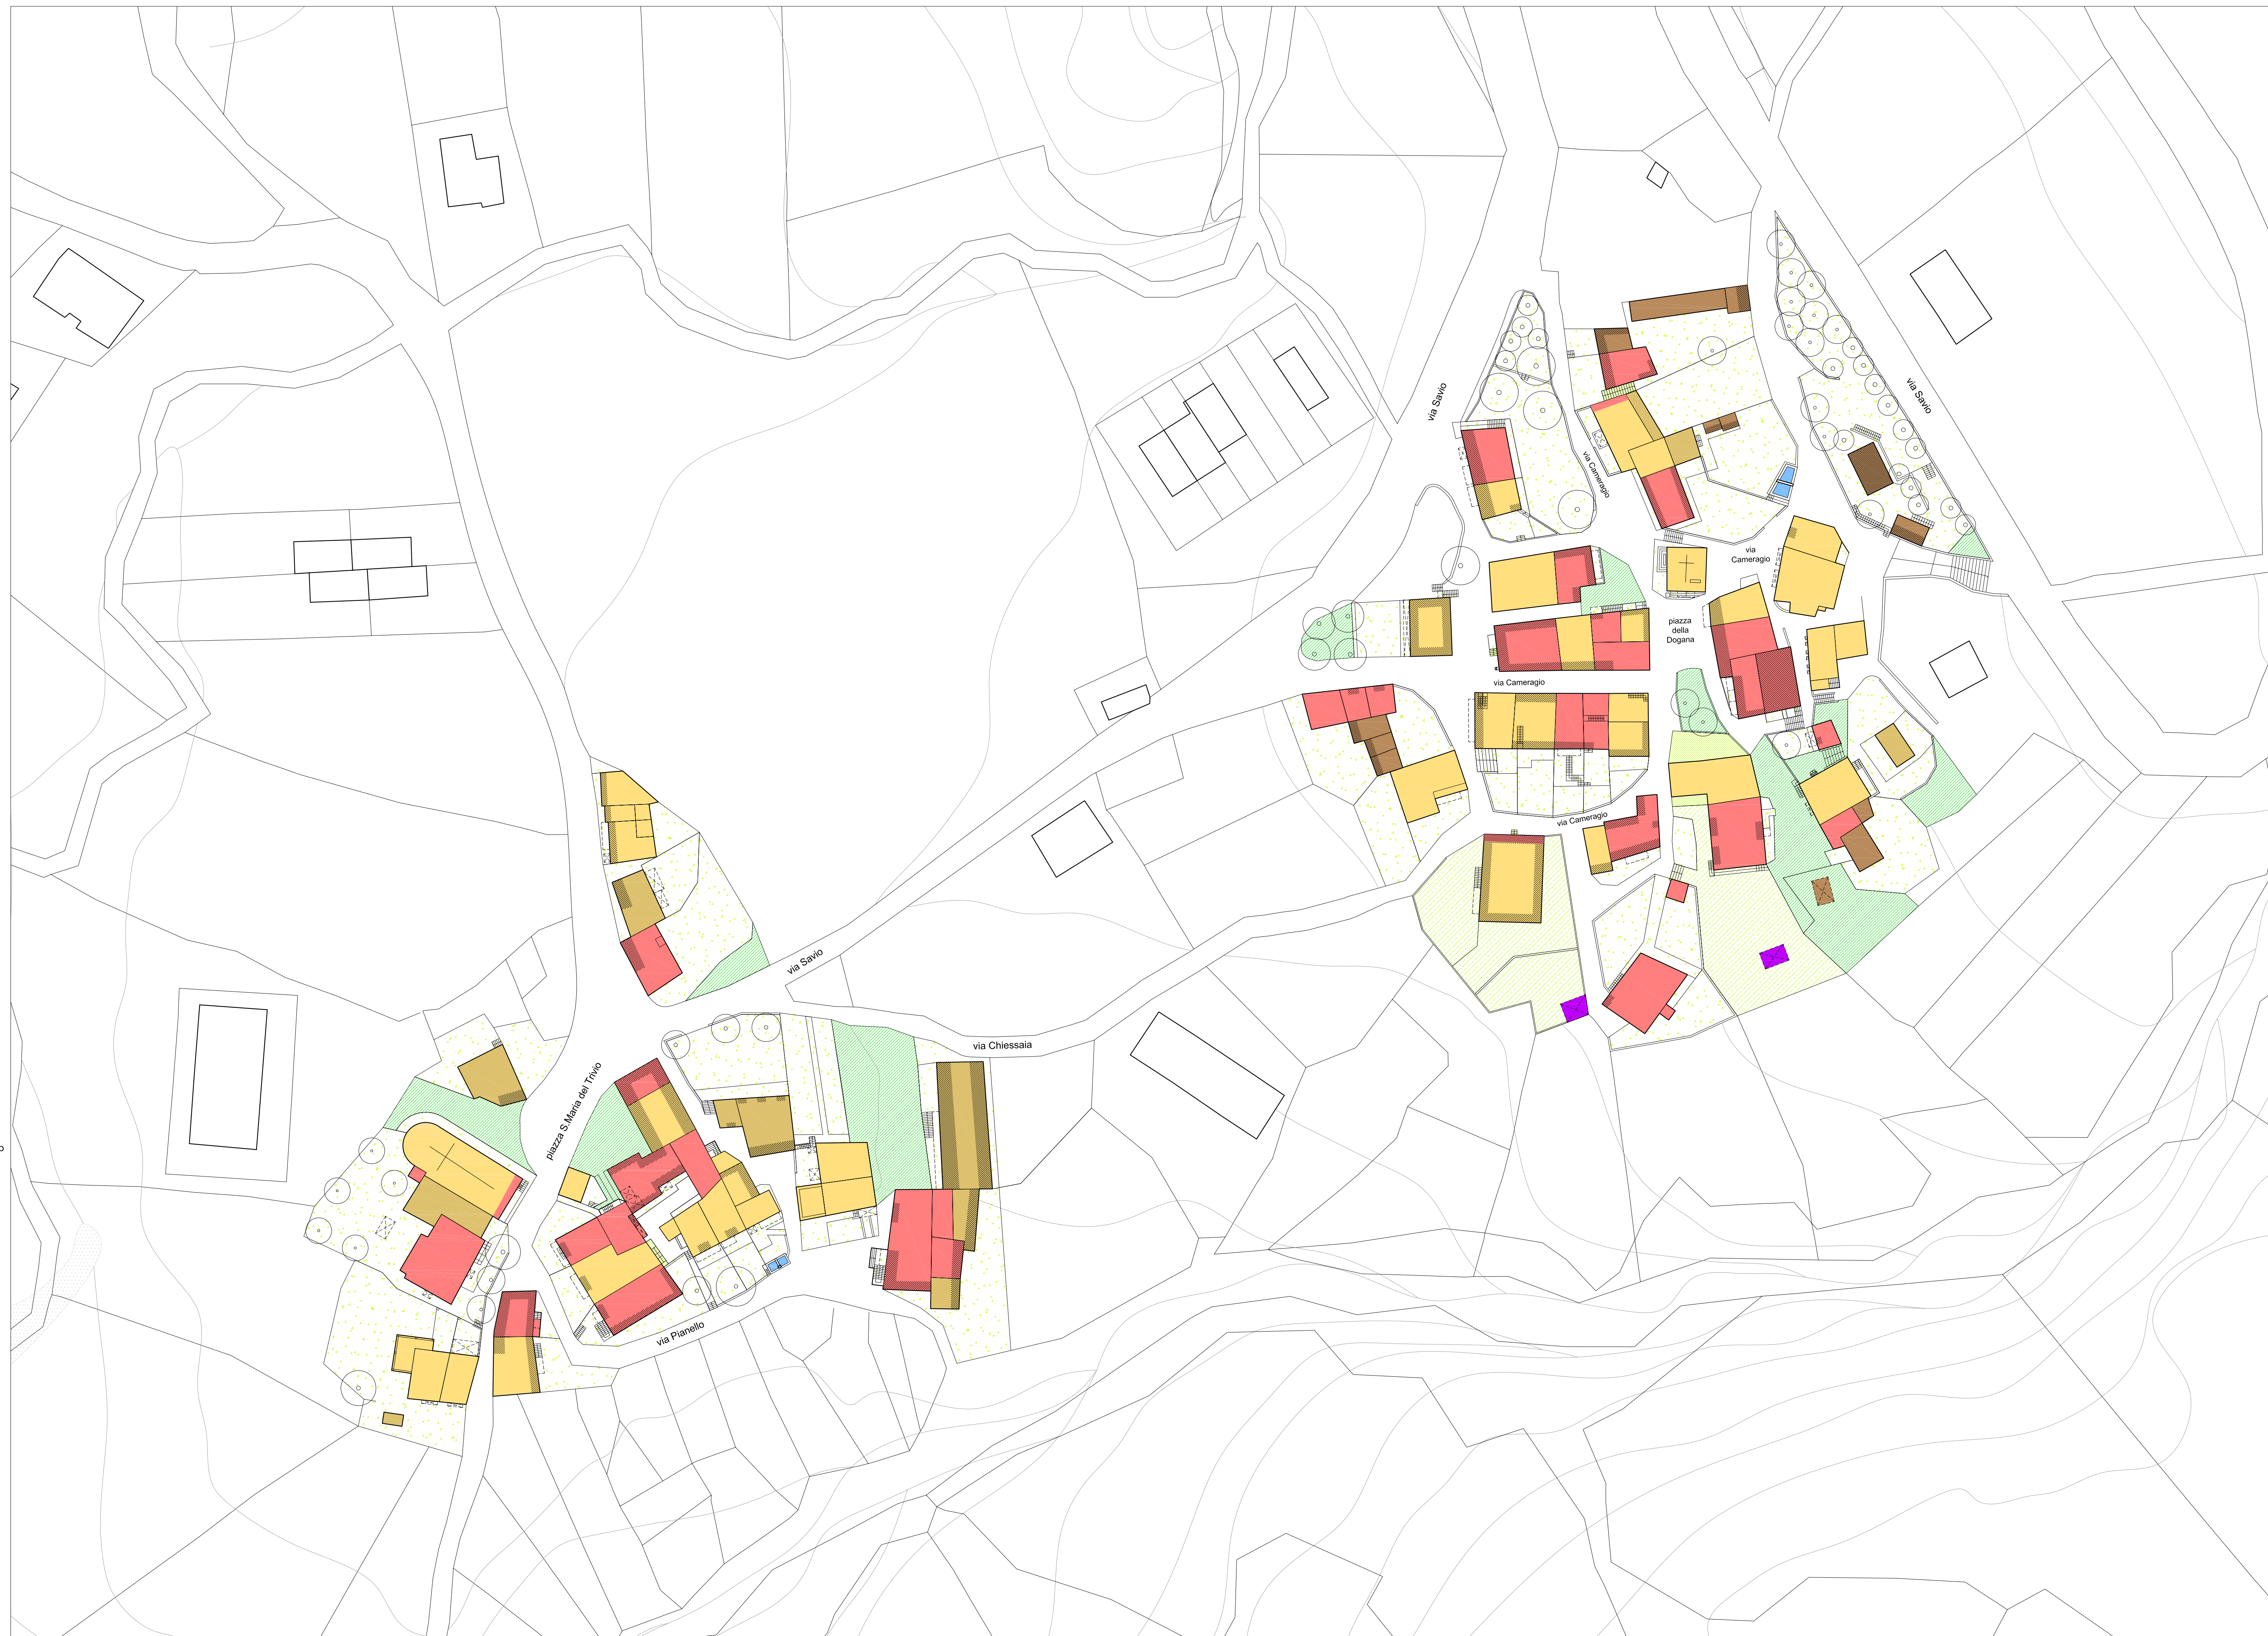 via Savio
via Savio
via Cameragio
via
Cameragio
piazza
della
Dogana
via Cameragio
via Cameragio
via Savio
via Chiessaia
piazza S.Maria del Trivio
via Pianello